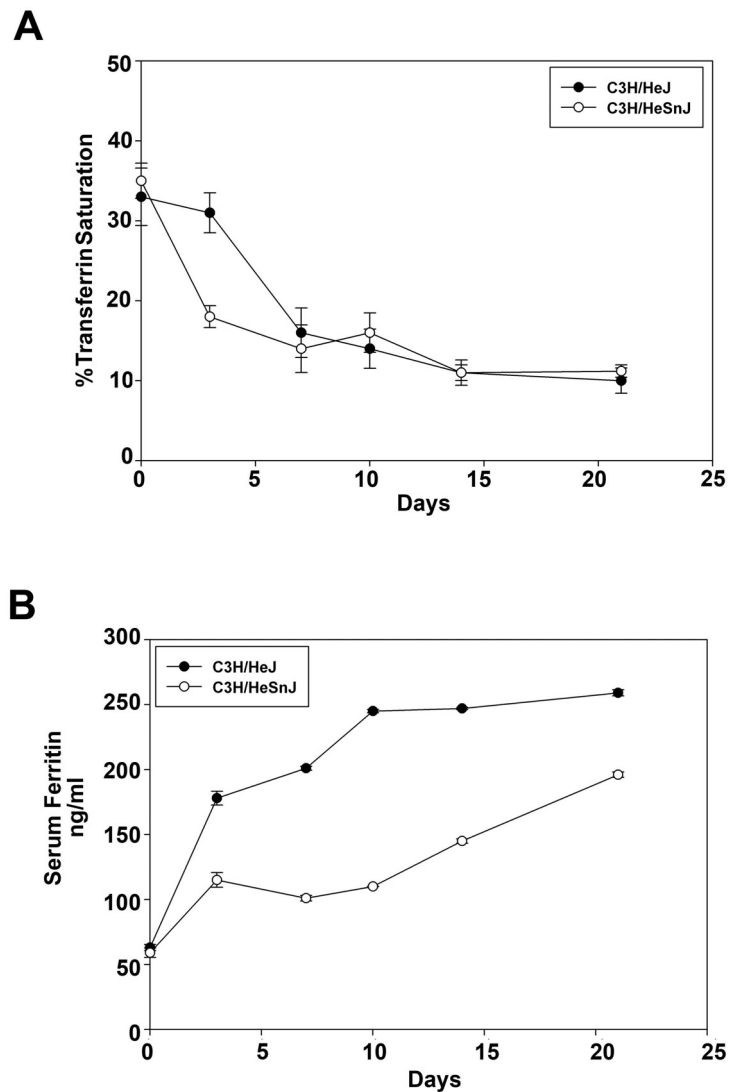 A
50
40
30
20
10
0
% Transferrin Saturation
C3H/HeJ
C3H/HeSnJ
0 5 10 15 20 25
Days
B
300
250
200
150
100
50
0
Serum Ferritin
ng/ml
C3H/HeJ
C3H/HeSnJ
0 5 10 15 20 25
Days